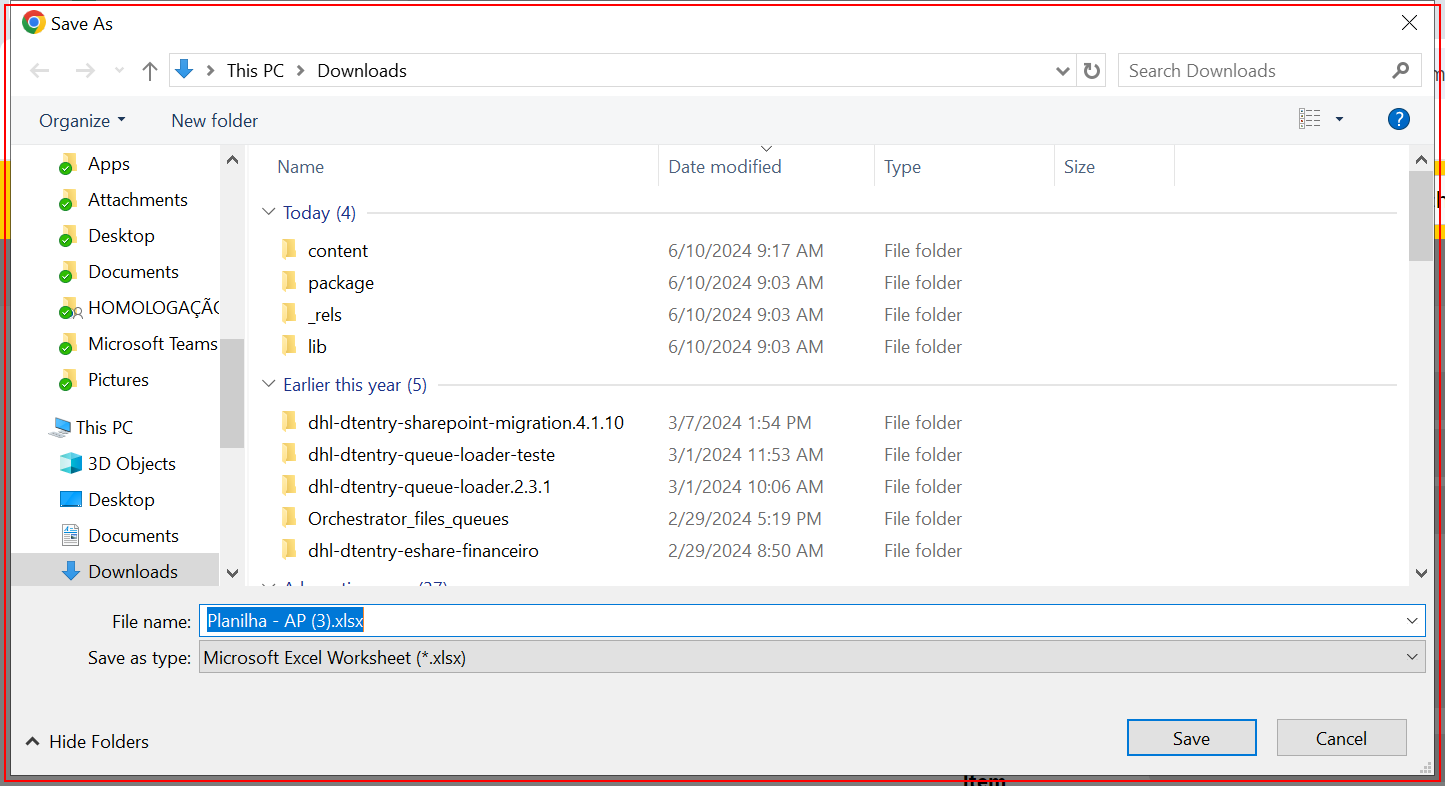 Save As
This PC > Downloads
Search Downloads
Organize
New folder
?
Apps
Attachments
Desktop
Documents
HOMOLOGAÇÃO
Microsoft Teams
Pictures
This PC
3D Objects
Desktop
Documents
Downloads
Name Date modified Type Size
Today (4)
content 6/10/2024 9:17 AM File folder
package 6/10/2024 9:03 AM File folder
_rels 6/10/2024 9:03 AM File folder
lib 6/10/2024 9:03 AM File folder
Earlier this year (5)
dhl-dtentry-sharepoint-migration.4.1.10 3/7/2024 1:54 PM File folder
dhl-dtentry-queue-loader-teste 3/1/2024 11:53 AM File folder
dhl-dtentry-queue-loader.2.3.1 3/1/2024 10:06 AM File folder
Orchestrator_files_queues 2/29/2024 5:19 PM File folder
dhl-dtentry-eshare-financeiro 2/29/2024 8:50 AM File folder
File name: Planilha - AP (3).xlsx
Save as type: Microsoft Excel Worksheet (*.xlsx)
Hide Folders
Save
Cancel
Item